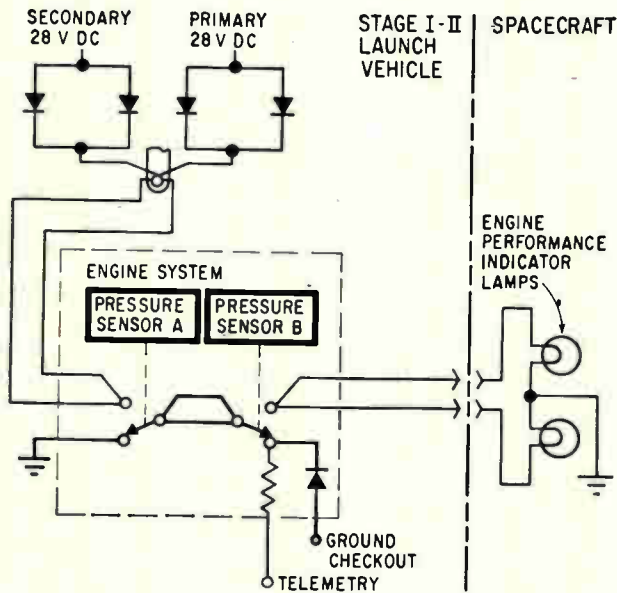 SECONDARY
28 V DC
PRIMARY
28 V DC
STAGE I-II
LAUNCH
VEHICLE
SPACECRAFT
ENGINE
PERFORMANCE
INDICATOR
LAMPS
ENGINE SYSTEM
PRESSURE
SENSOR A
PRESSURE
SENSOR B
GROUND
CHECKOUT
TELEMETRY